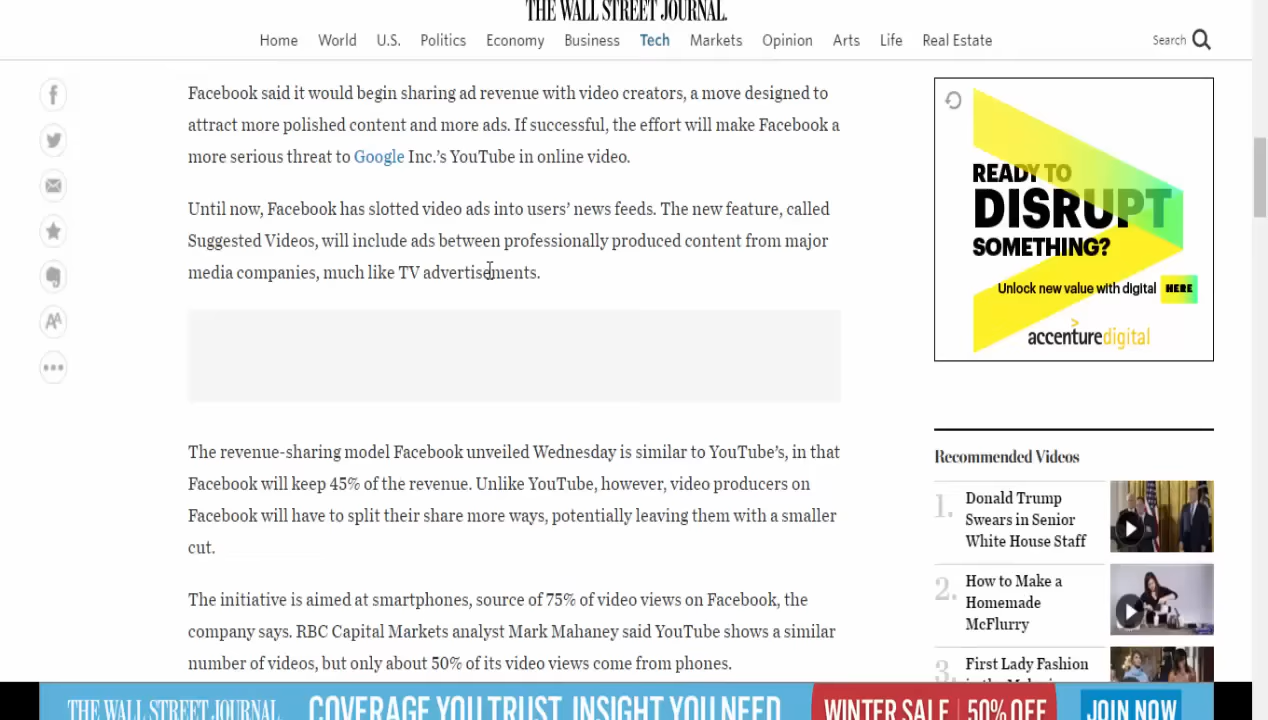 THE WALL STREET JOURNAL.
Home World U.S. Politics Economy Business Tech Markets Opinion Arts Life Real Estate Search
Facebook said it would begin sharing ad revenue with video creators, a move designed to
attract more polished content and more ads. If successful, the effort will make Facebook a
more serious threat to Google Inc.’s YouTube in online video.
Until now, Facebook has slotted video ads into users’ news feeds. The new feature, called
Suggested Videos, will include ads between professionally produced content from major
media companies, much like TV advertisements.
The revenue-sharing model Facebook unveiled Wednesday is similar to YouTube’s, in that
Facebook will keep 45% of the revenue. Unlike YouTube, however, video producers on
Facebook will have to split their share more ways, potentially leaving them with a smaller
cut.
The initiative is aimed at smartphones, source of 75% of video views on Facebook, the
company says. RBC Capital Markets analyst Mark Mahaney said YouTube shows a similar
number of videos, but only about 50% of its video views come from phones.
READY TO
DISRUPT
SOMETHING?
Unlock new value with digital HERE
accenturedigital
Recommended Videos
1. Donald Trump
Swears in Senior
White House Staff
2. How to Make a
Homemade
McFlurry
3. First Lady Fashion
THE WALL STREET JOURNAL COVERAGE YOU TRUST. INSIGHT YOU NEED WINTER SALE | 50% OFF JOIN NOW